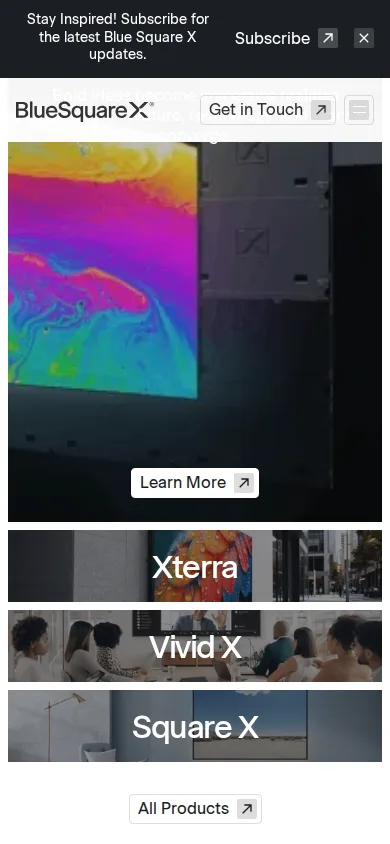 Stay Inspired! Subscribe for
the latest Blue Square X
updates.
Subscribe
BlueSquareX
Get in Touch
Learn More
Xterra
Vivid X
Square X
All Products